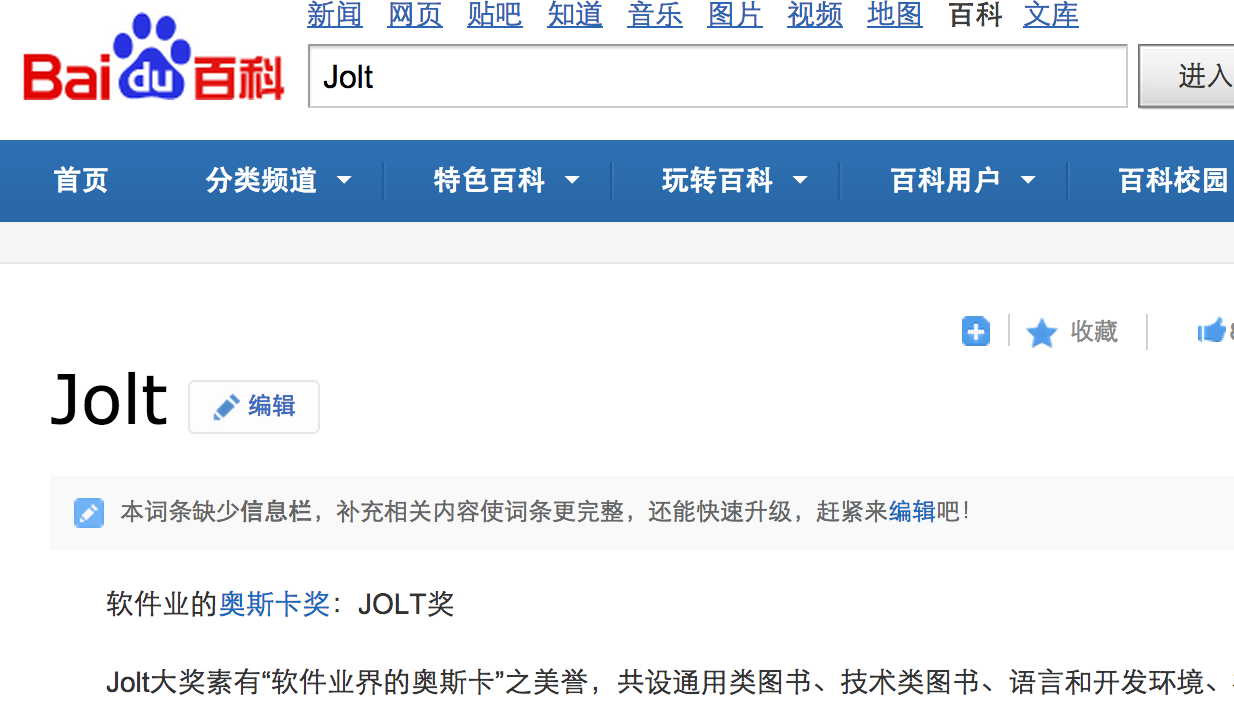 新闻 网页 贴吧 知道 音乐 图片 视频 地图 百科 文库
Baidu百科
Jolt
进入
首页 分类频道 特色百科 玩转百科 百科用户 百科校园
收藏
Jolt 编辑
本词条缺少信息栏，补充相关内容使词条更完整，还能快速升级，赶紧来编辑吧！
软件业的奥斯卡奖：JOLT奖
Jolt大奖素有“软件业界的奥斯卡”之美誉，共设通用类图书、技术类图书、语言和开发环境、